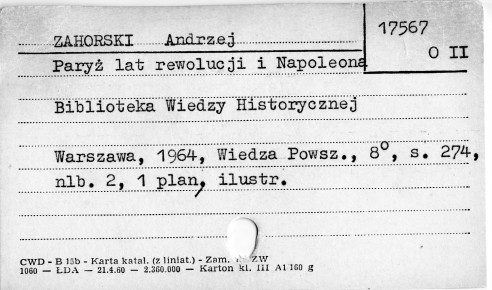 17567
ZAHORSKI Andrzej
O II
Paryż lat rewolucji i Napoleona
Biblioteka Wiedzy Historycznej
Warszawa, 1964, Wiedza Powsz., 8°, s. 274,
nlb. 2, 1 plan, ilustr.
CWD - B 15b - Karta katal. (z liniat.) - Zam. ZW
1060 — LDA — 21.4.60 - 2.360.000 — Karton kl. III A1 160 g